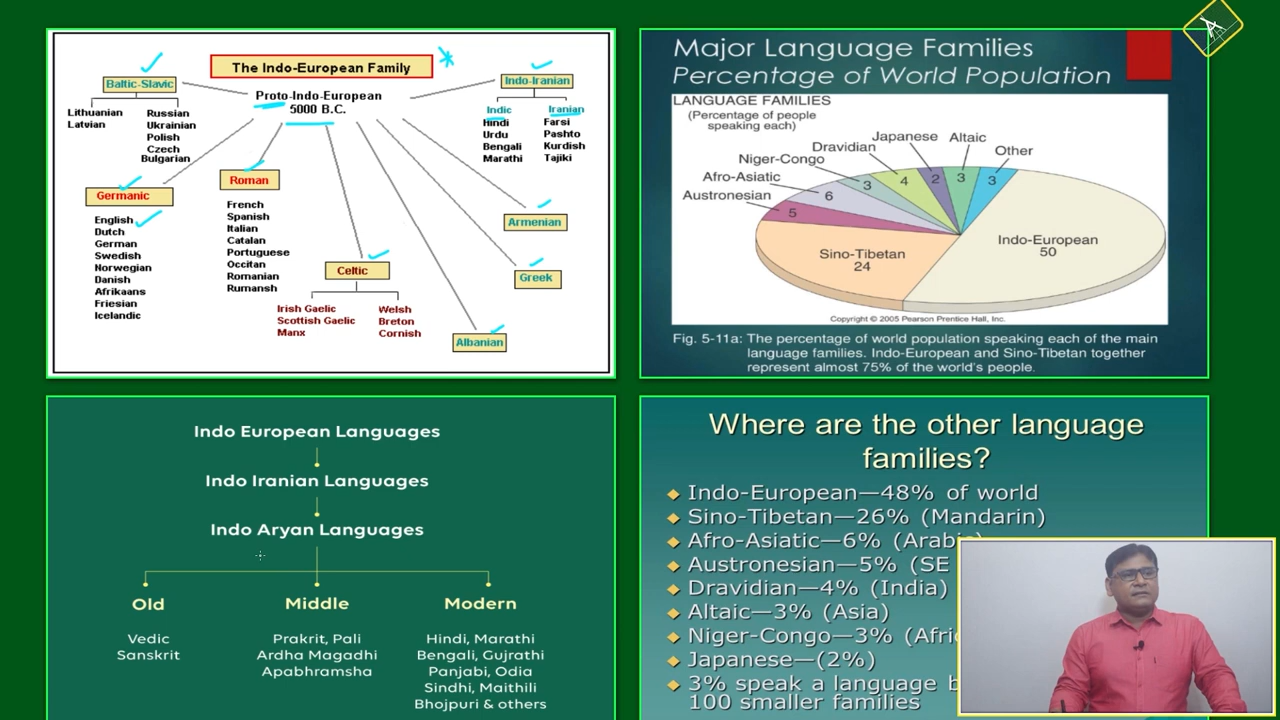 The Indo-European Family
Proto-Indo-European
5000 B.C.
Baltic-Slavic
Lithuanian
Latvian
Russian
Ukrainian
Polish
Czech
Bulgarian
Indo-Iranian
Indic
Hindi
Urdu
Bengali
Marathi
Iranian
Farsi
Pashto
Kurdish
Tajiki
Germanic
English
Dutch
German
Swedish
Norwegian
Danish
Afrikaans
Friesian
Icelandic
Roman
French
Spanish
Italian
Catalan
Portuguese
Occitan
Romanian
Rumansh
Celtic
Irish Gaelic
Scottish Gaelic
Manx
Welsh
Breton
Cornish
Armenian
Greek
Albanian
Major Language Families
Percentage of World Population
LANGUAGE FAMILIES
(Percentage of people
speaking each)
Austronesian
5
Afro-Asiatic
6
Niger-Congo
3
Dravidian
4
Japanese
2
Altaic
3
Other
3
Sino-Tibetan
24
Indo-European
50
Copyright © 2005 Pearson Prentice Hall, Inc.
Fig. 5-11a: The percentage of world population speaking each of the main
language families. Indo-European and Sino-Tibetan together
represent almost 75% of the world's people.
Indo European Languages
Indo Iranian Languages
Indo Aryan Languages
Old
Vedic
Sanskrit
Middle
Prakrit, Pali
Ardha Magadhi
Apabhramsha
Modern
Hindi, Marathi
Bengali, Gujrathi
Panjabi, Odia
Sindhi, Maithili
Bhojpuri & others
Where are the other language
families?
Indo-European—48% of world
Sino-Tibetan—26% (Mandarin)
Afro-Asiatic—6% (Arabic)
Austronesian—5% (SE
Dravidian—4% (India)
Altaic—3% (Asia)
Niger-Congo—3% (Afri
Japanese—(2%)
3% speak a language b
100 smaller families